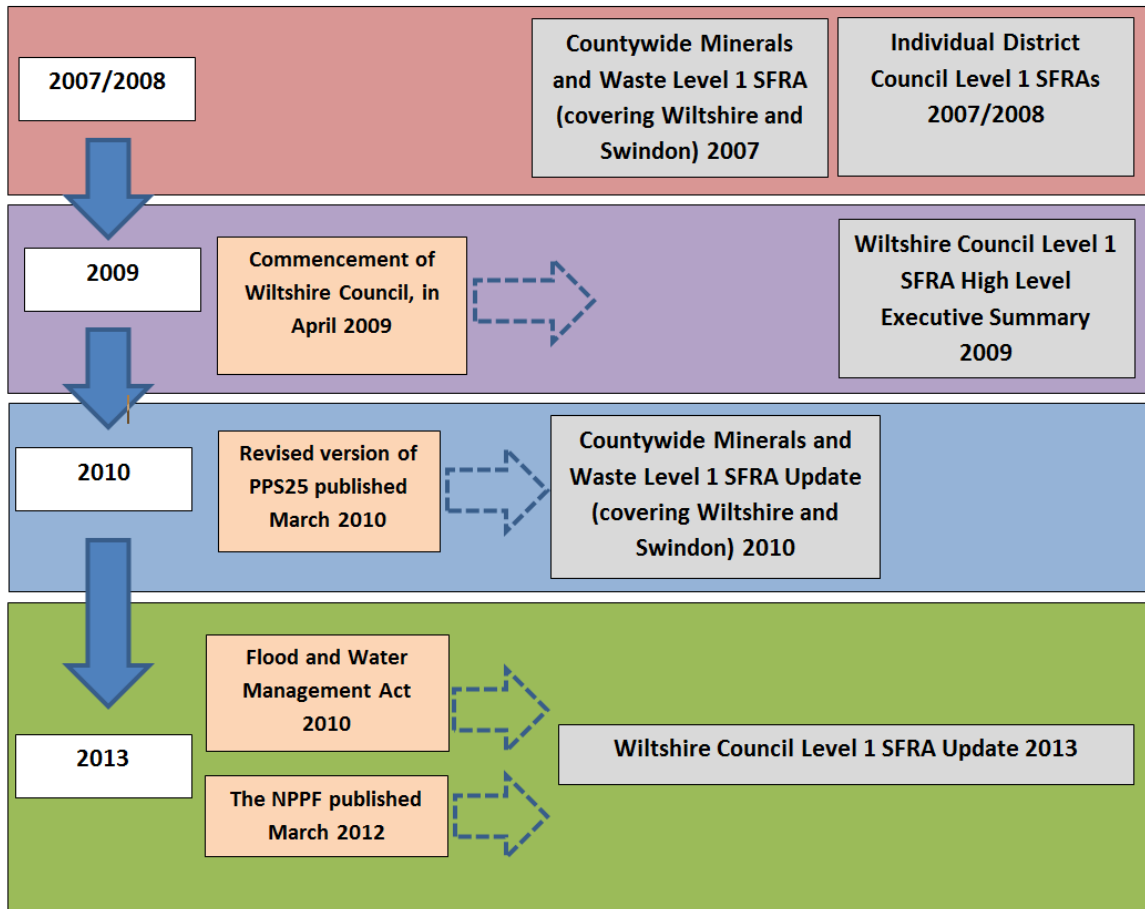 2007/2008
Countywide Minerals
and Waste Level 1 SFRA
(covering Wiltshire and
Swindon) 2007
Individual District
Council Level 1 SFRAs
2007/2008
2009
Commencement of
Wiltshire Council, in
April 2009
Wiltshire Council Level 1
SFRA High Level
Executive Summary
2009
2010
Revised version of
PPS25 published
March 2010
Countywide Minerals and
Waste Level 1 SFRA Update
(covering Wiltshire and
Swindon) 2010
2013
Flood and Water
Management Act
2010
The NPPF published
March 2012
Wiltshire Council Level 1 SFRA Update 2013